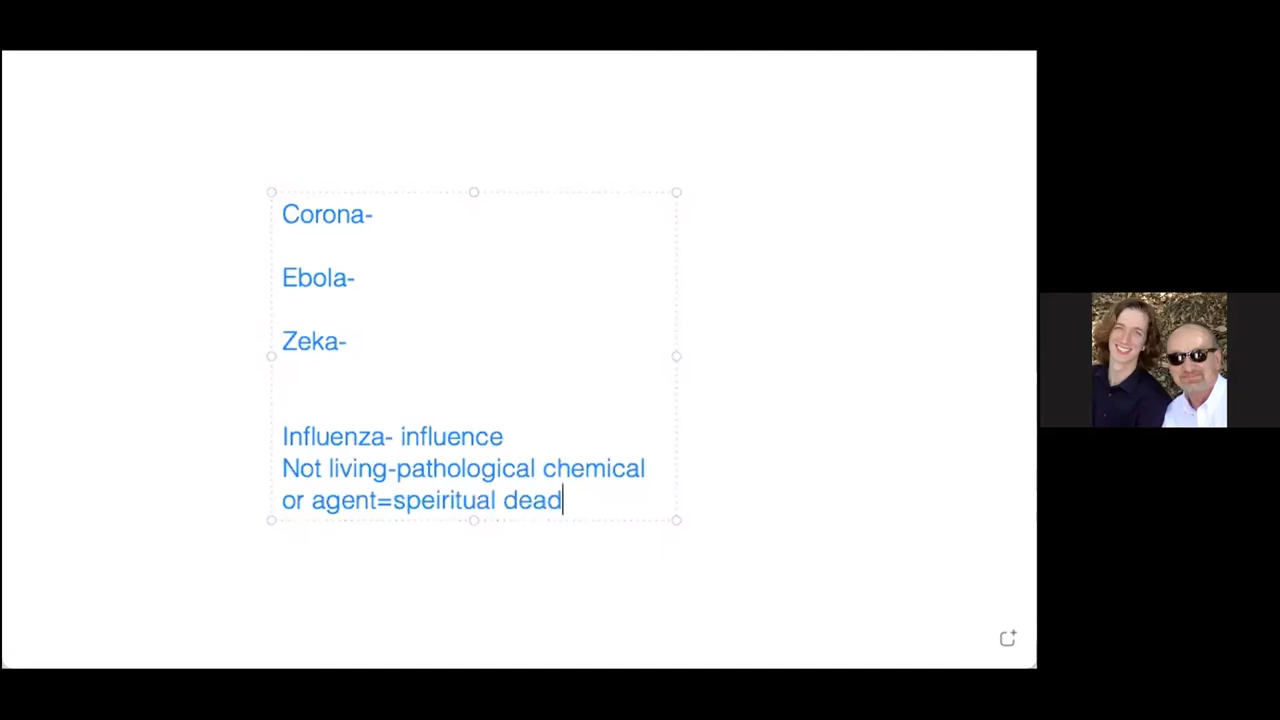 Corona-
Ebola-
Zeka-
Influenza- influence
Not living-pathological chemical
or agent=speiritual dead